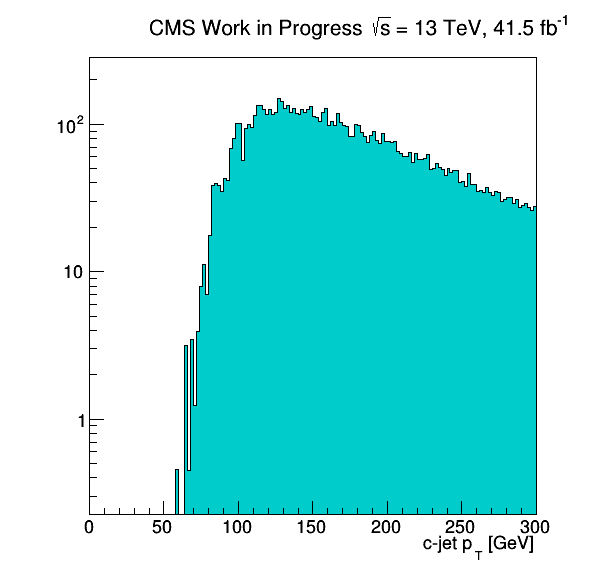 CMS Work in Progress √s = 13 TeV, 41.5 fb⁻¹
10²
10
1
0 50 100 150 200 250 300
c-jet p_T [GeV]